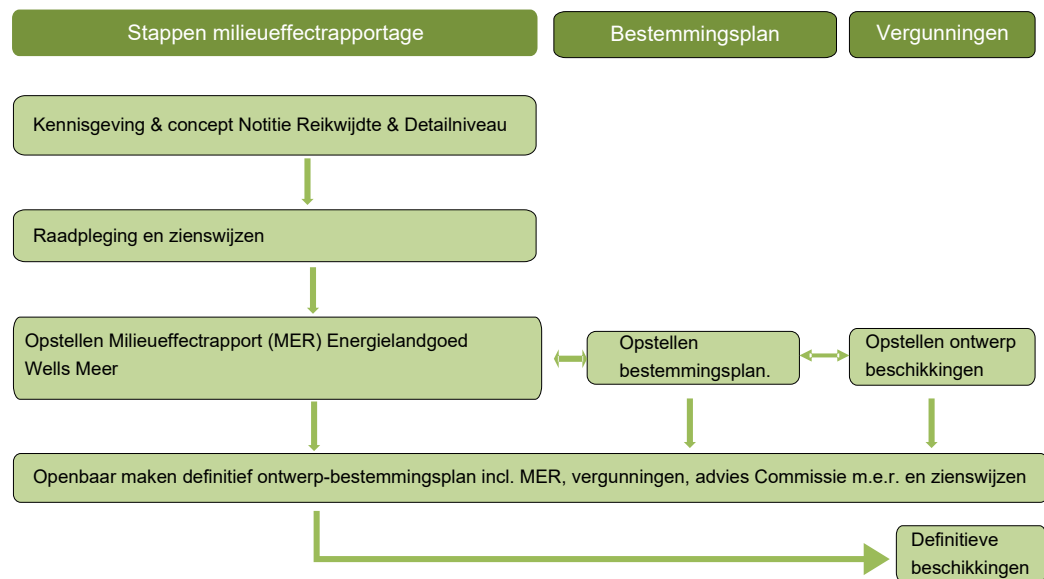 Stappen milieueffectrapportage
Bestemmingsplan
Vergunningen
Kennisgeving & concept Notitie Reikwijdte & Detailniveau
Raadpleging en zienswijzen
Opstellen Milieueffectrapport (MER) Energielandgoed
Wells Meer
Opstellen
bestemmingsplan.
Opstellen ontwerp
beschikkingen
Openbaar maken definitief ontwerp-bestemmingsplan incl. MER, vergunningen, advies Commissie m.e.r. en zienswijzen
Definitieve
beschikkingen